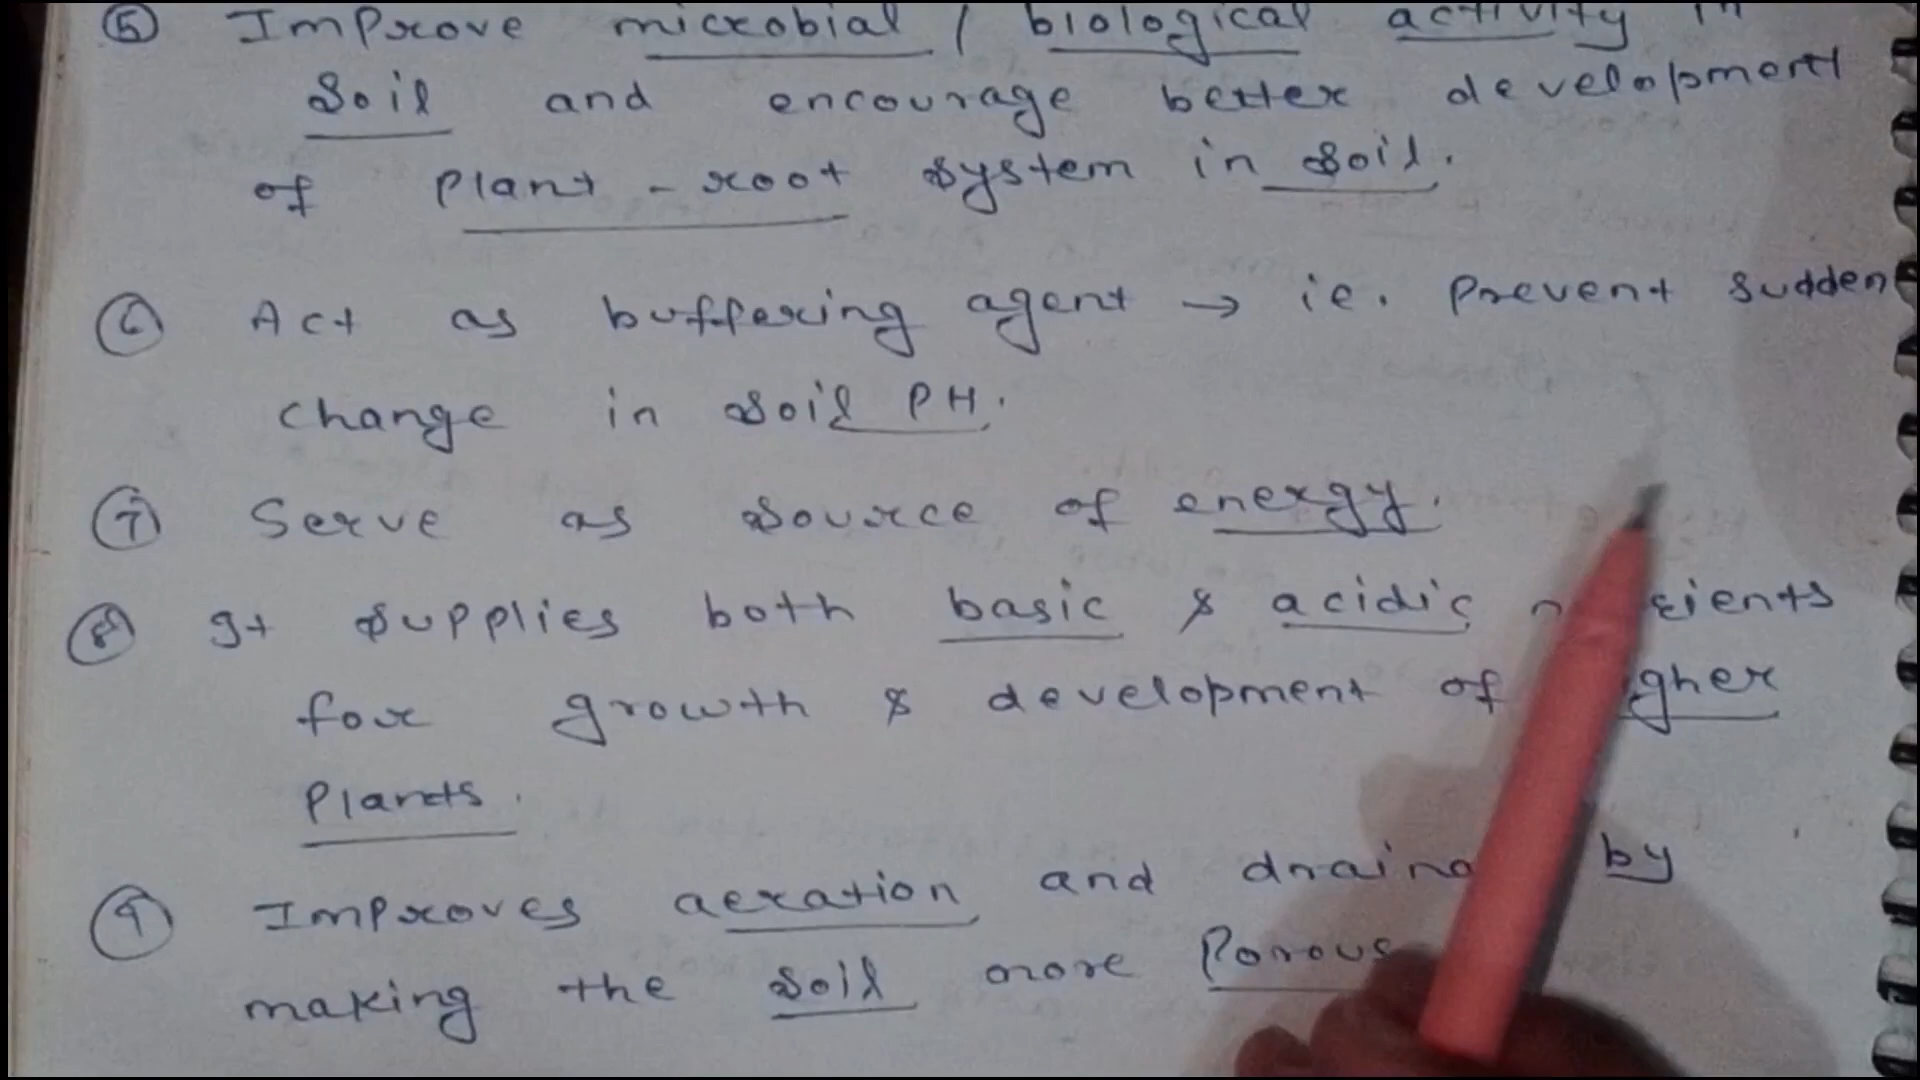 ⑤ Improve microbial / biological activity in
Soil and encourage better development
of plant-root system in soil.
⑥ Act as buffering agent → ie. Prevent sudden
change in soil PH.
⑦ Serve as source of energy.
⑧ It supplies both basic & acidic
for growth & development of
Plants.
⑨ Improves aeration and by
making the soil more Porous